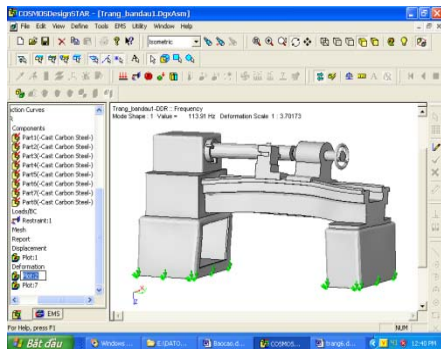 COSMOSDesignSTAR - [Trang_bandau1.DgxAsm]
File Edit View Define Tools EMS Utility Window Help
Isometric
ction Curves
Components
Part1(-Cast Carbon Steel-)
Part2(-Cast Carbon Steel-)
Part3(-Cast Carbon Steel-)
Part4(-Cast Carbon Steel-)
Part5(-Cast Carbon Steel-)
Part6(-Cast Carbon Steel-)
Part7(-Cast Carbon Steel-)
Part8(-Cast Carbon Steel-)
Loads/BC
Restraint:1
Mesh
Report
Displacement
Plot:1
Deformation
Plot:7
EMS
Trang_bandau1-DDR :: Frequency
Mode Shape : 1 Value = 113.91 Hz Deformation Scale 1 : 3.70173
For Help, press F1
NUM
Bắt đầu
Windows ...
E:\DATO...
Baocao.d...
COSMOS...
trang6.d...
12:40 PM